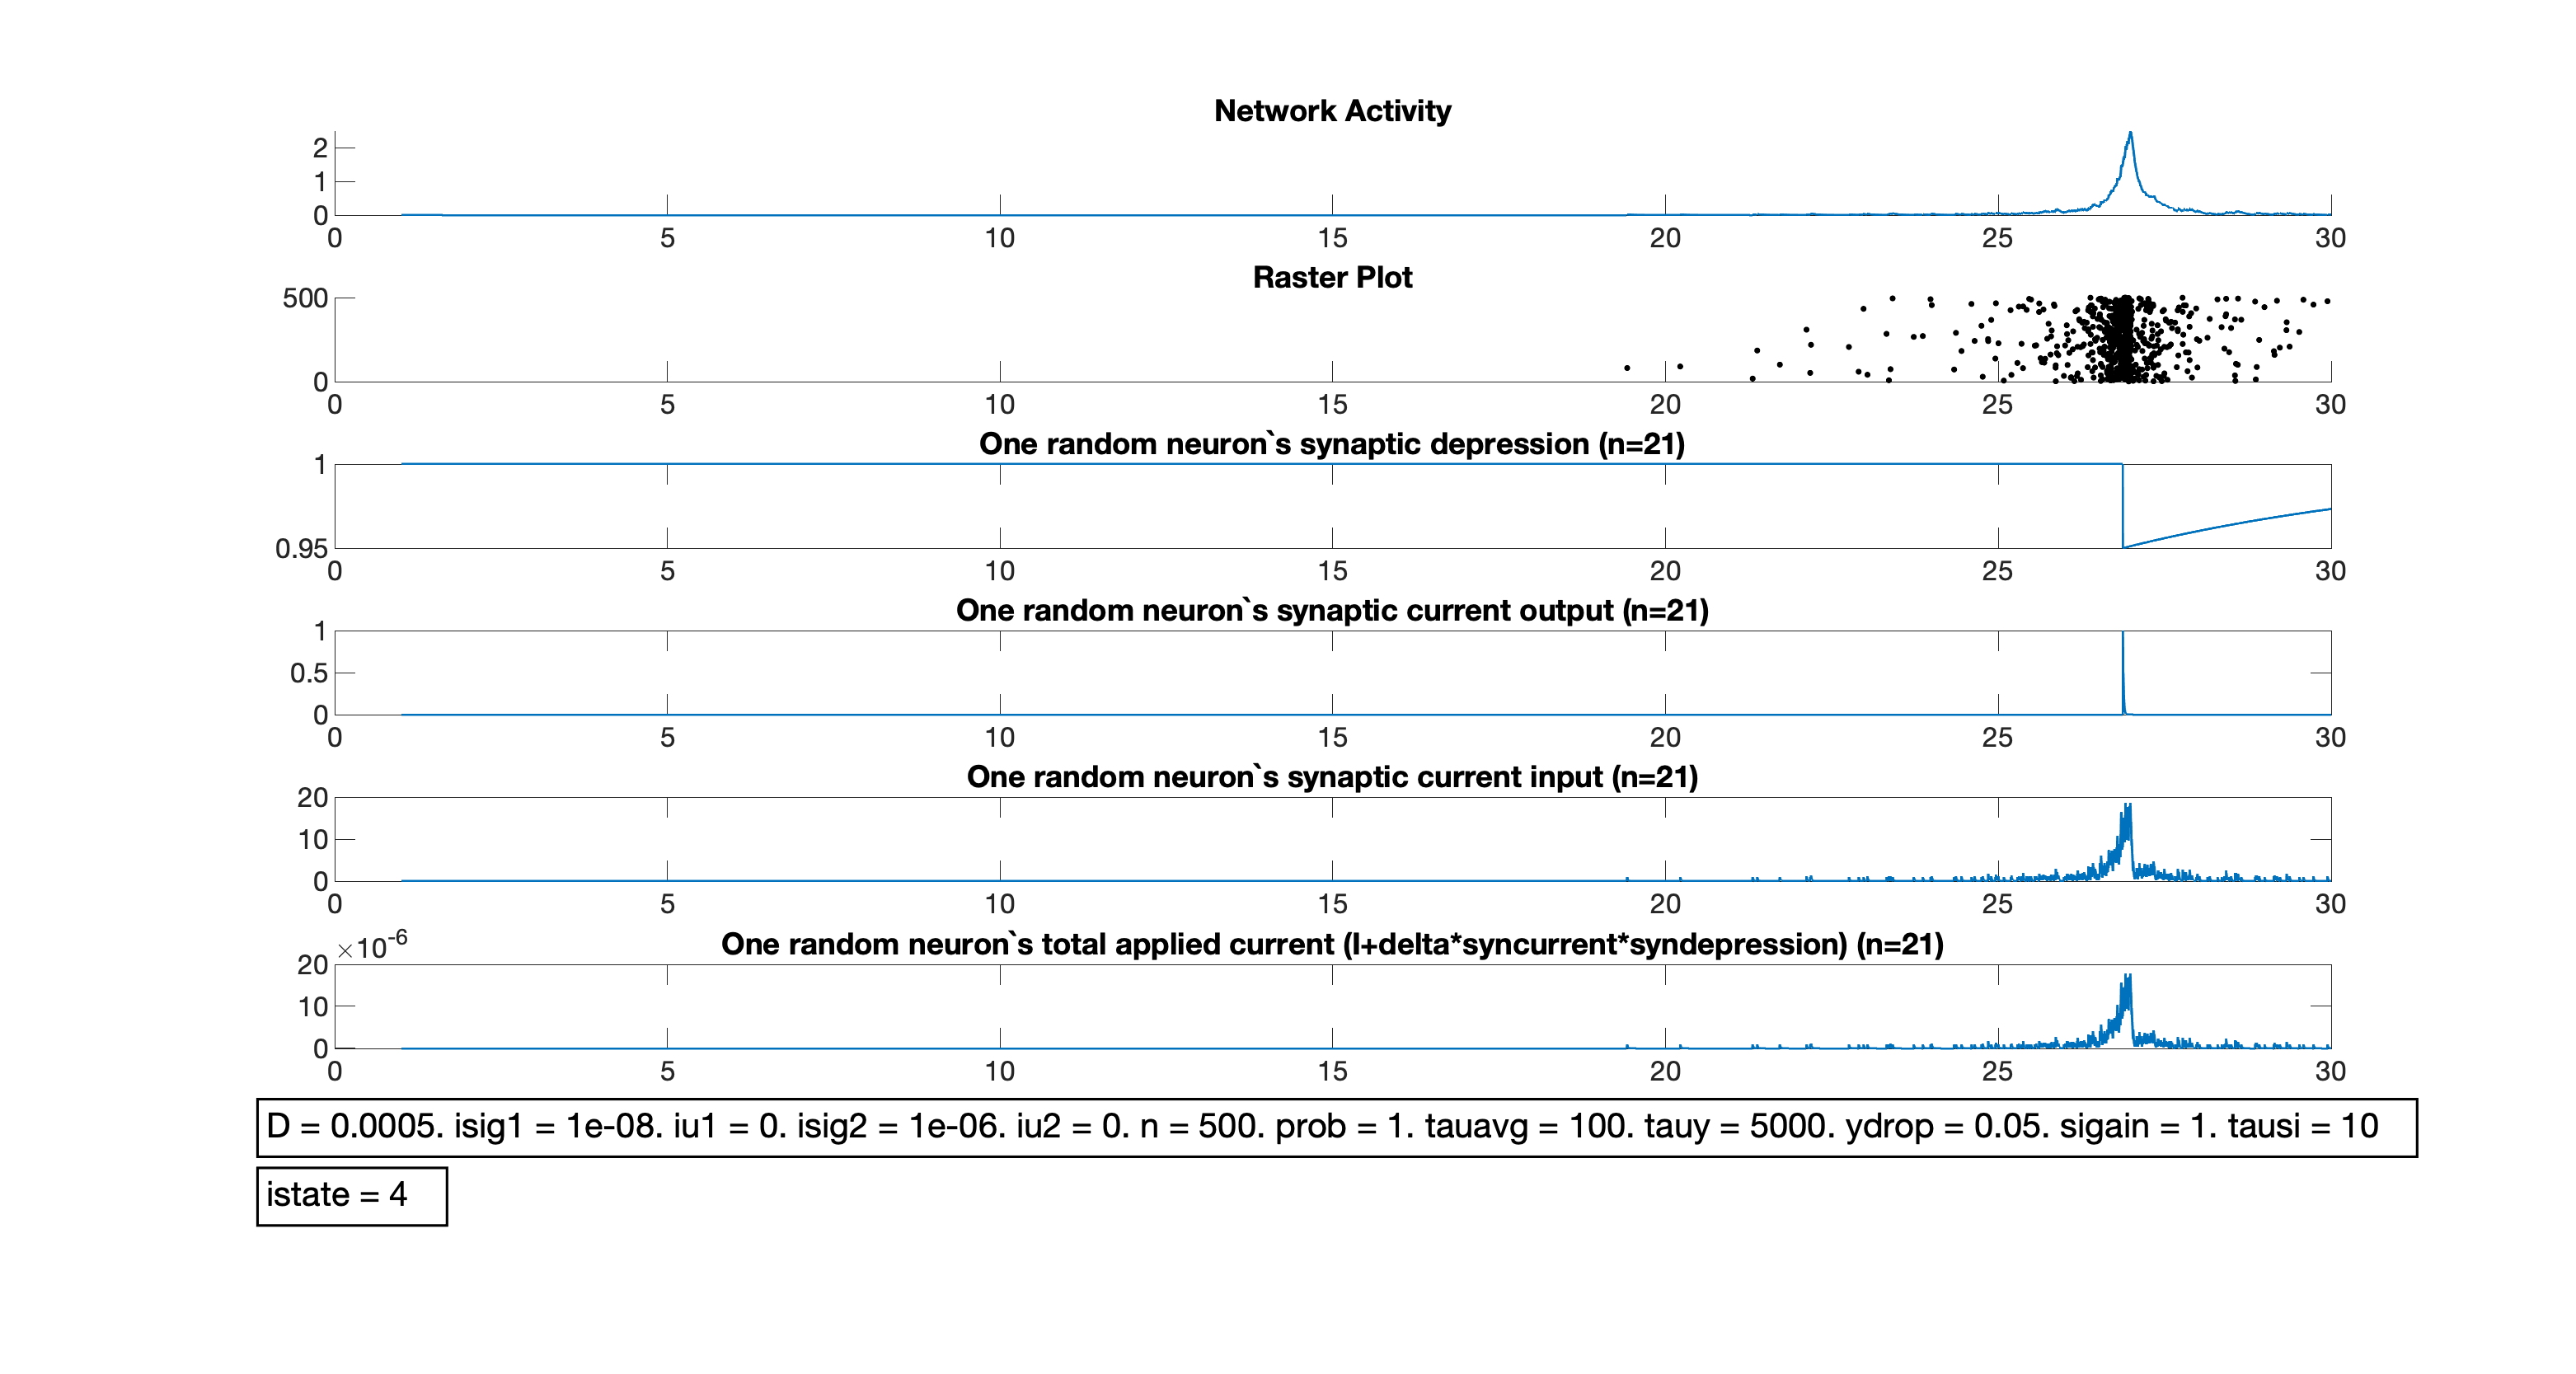 Network Activity
2
1
0
0 5 10 15 20 25 30
Raster Plot
500
0
0 5 10 15 20 25 30
One random neuron`s synaptic depression (n=21)
1
0.95
0 5 10 15 20 25 30
One random neuron`s synaptic current output (n=21)
1
0.5
0
0 5 10 15 20 25 30
One random neuron`s synaptic current input (n=21)
20
10
0
0 5 10 15 20 25 30
×10-6
One random neuron`s total applied current (I+delta*syncurrent*syndepression) (n=21)
20
10
0
0 5 10 15 20 25 30
D = 0.0005. isig1 = 1e-08. iu1 = 0. isig2 = 1e-06. iu2 = 0. n = 500. prob = 1. tauavg = 100. tauy = 5000. ydrop = 0.05. sigain = 1. tausi = 10
istate = 4